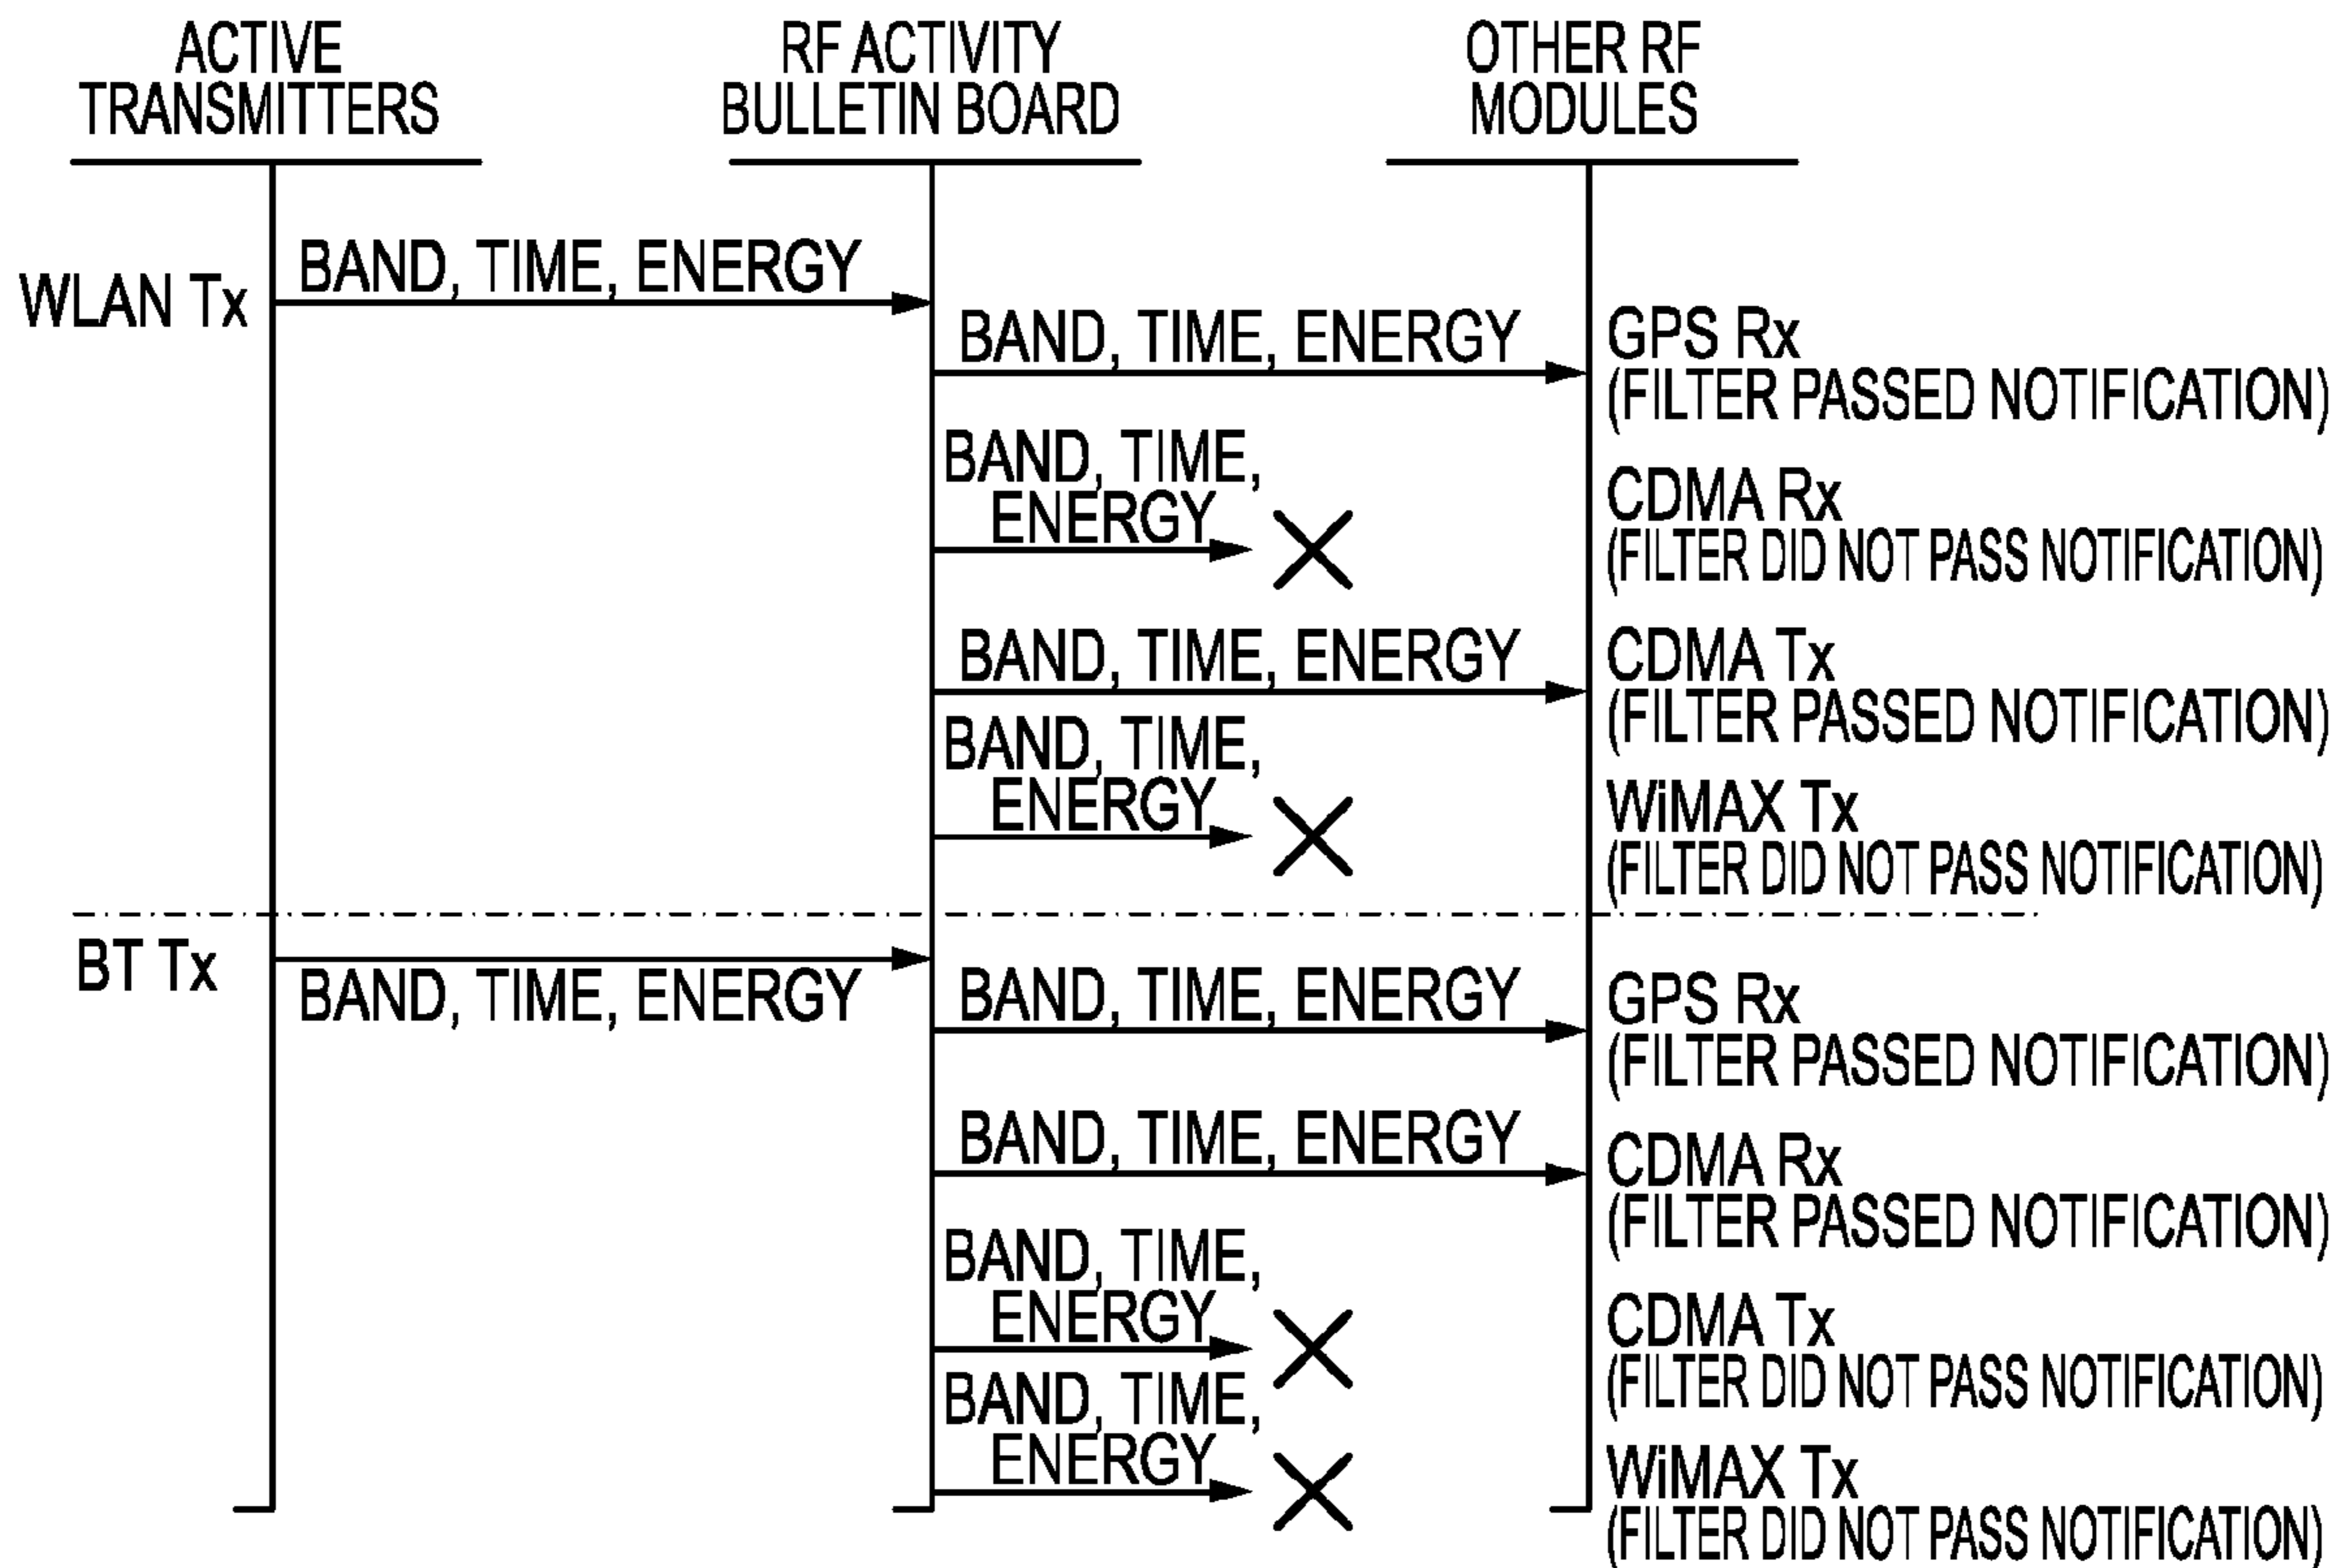 ACTIVE
TRANSMITTERS
RF ACTIVITY
BULLETIN BOARD
OTHER RF
MODULES
WLAN Tx
BAND, TIME, ENERGY
BAND, TIME, ENERGY
GPS Rx
(FILTER PASSED NOTIFICATION)
BAND, TIME,
ENERGY
CDMA Rx
(FILTER DID NOT PASS NOTIFICATION)
BAND, TIME, ENERGY
CDMA Tx
(FILTER PASSED NOTIFICATION)
BAND, TIME,
ENERGY
WiMAX Tx
(FILTER DID NOT PASS NOTIFICATION)
BT Tx
BAND, TIME, ENERGY
BAND, TIME, ENERGY
GPS Rx
(FILTER PASSED NOTIFICATION)
BAND, TIME, ENERGY
CDMA Rx
(FILTER PASSED NOTIFICATION)
BAND, TIME,
ENERGY
CDMA Tx
(FILTER DID NOT PASS NOTIFICATION)
BAND, TIME,
ENERGY
WiMAX Tx
(FILTER DID NOT PASS NOTIFICATION)